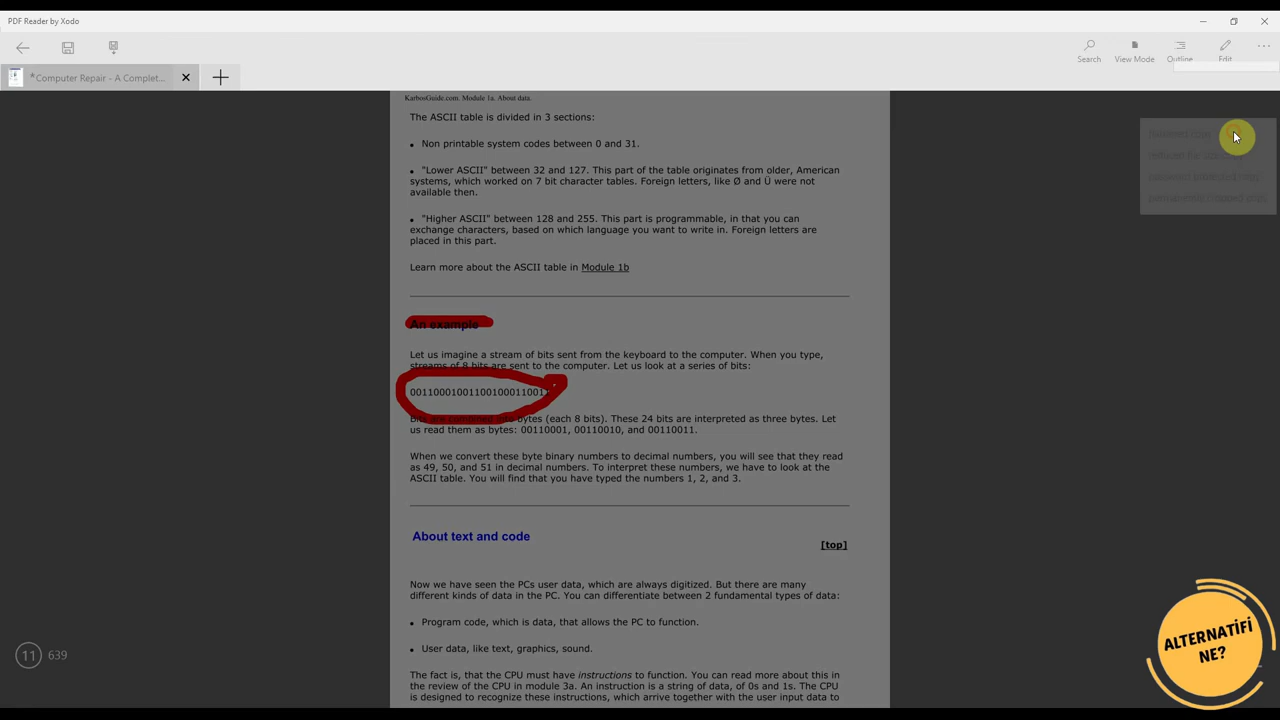 PDF Reader by Xodo
Search
View Mode
Outline
Edit
*Computer Repair - A Complet...
KarbosGuide.com. Module 1a. About data.
The ASCII table is divided in 3 sections:
• Non printable system codes between 0 and 31.
• "Lower ASCII" between 32 and 127. This part of the table originates from older, American
systems, which worked on 7 bit character tables. Foreign letters, like Ø and Ü were not
available then.
• "Higher ASCII" between 128 and 255. This part is programmable, in that you can
exchange characters, based on which language you want to write in. Foreign letters are
placed in this part.
Learn more about the ASCII table in Module 1b
An example
Let us imagine a stream of bits sent from the keyboard to the computer. When you type,
streams of 8 bits are sent to the computer. Let us look at a series of bits:
Bits are combined into bytes (each 8 bits). These 24 bits are interpreted as three bytes. Let
us read them as bytes: 00110001, 00110010, and 00110011.
When we convert these byte binary numbers to decimal numbers, you will see that they read
as 49, 50, and 51 in decimal numbers. To interpret these numbers, we have to look at the
ASCII table. You will find that you have typed the numbers 1, 2, and 3.
About text and code
[top]
Now we have seen the PCs user data, which are always digitized. But there are many
different kinds of data in the PC. You can differentiate between 2 fundamental types of data:
• Program code, which is data, that allows the PC to function.
• User data, like text, graphics, sound.
The fact is, that the CPU must have instructions to function. You can read more about this in
the review of the CPU in module 3a. An instruction is a string of data, of 0s and 1s. The CPU
is designed to recognize these instructions, which arrive together with the user input data to
11 639
ALTERNATİFİ
NE?